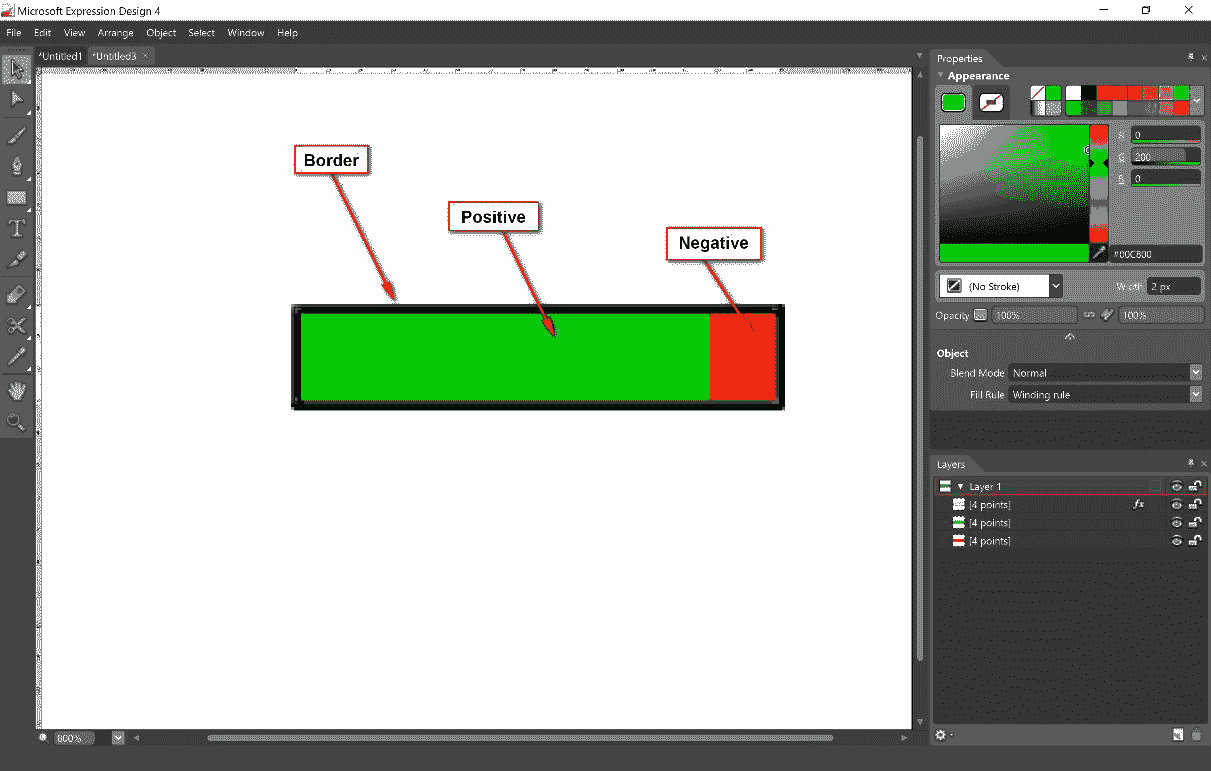 Microsoft Expression Design 4
File Edit View Arrange Object Select Window Help
*Untitled1 *Untitled3
Properties
Appearance
R 0
G 200
B 0
#00C800
(No Stroke) Width 2 px
Opacity 100% 100%
Object
Blend Mode Normal
Fill Rule Winding rule
Border
Positive
Negative
Layers
Layer 1
[4 points] fx
[4 points]
[4 points]
800%